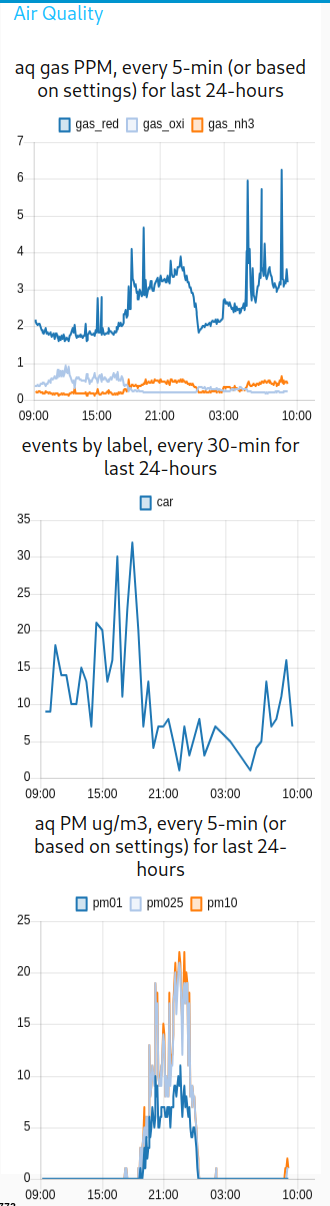 Air Quality
aq gas PPM, every 5-min (or based
on settings) for last 24-hours
gas_red gas_oxi gas_nh3
7
6
5
4
3
2
1
0
09:00 15:00 21:00 03:00 10:00
events by label, every 30-min for
last 24-hours
car
35
30
25
20
15
10
5
0
09:00 15:00 21:00 03:00 10:00
aq PM ug/m3, every 5-min (or
based on settings) for last 24-
hours
pm01 pm025 pm10
25
20
15
10
5
0
09:00 15:00 21:00 03:00 10:00